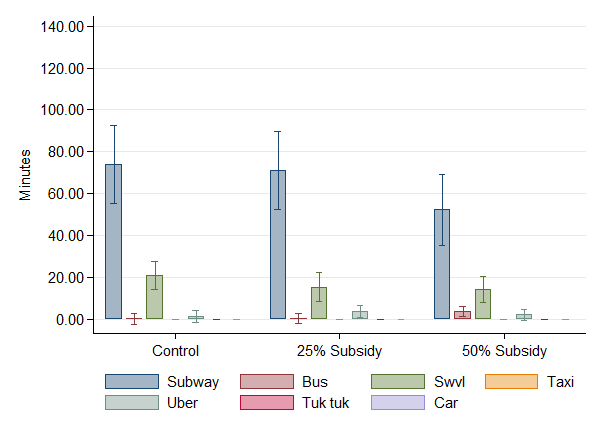 140.00
120.00
100.00
80.00
60.00
40.00
20.00
0.00
Minutes
Control 25% Subsidy 50% Subsidy
Subway Bus Swvl Taxi
Uber Tuk tuk Car